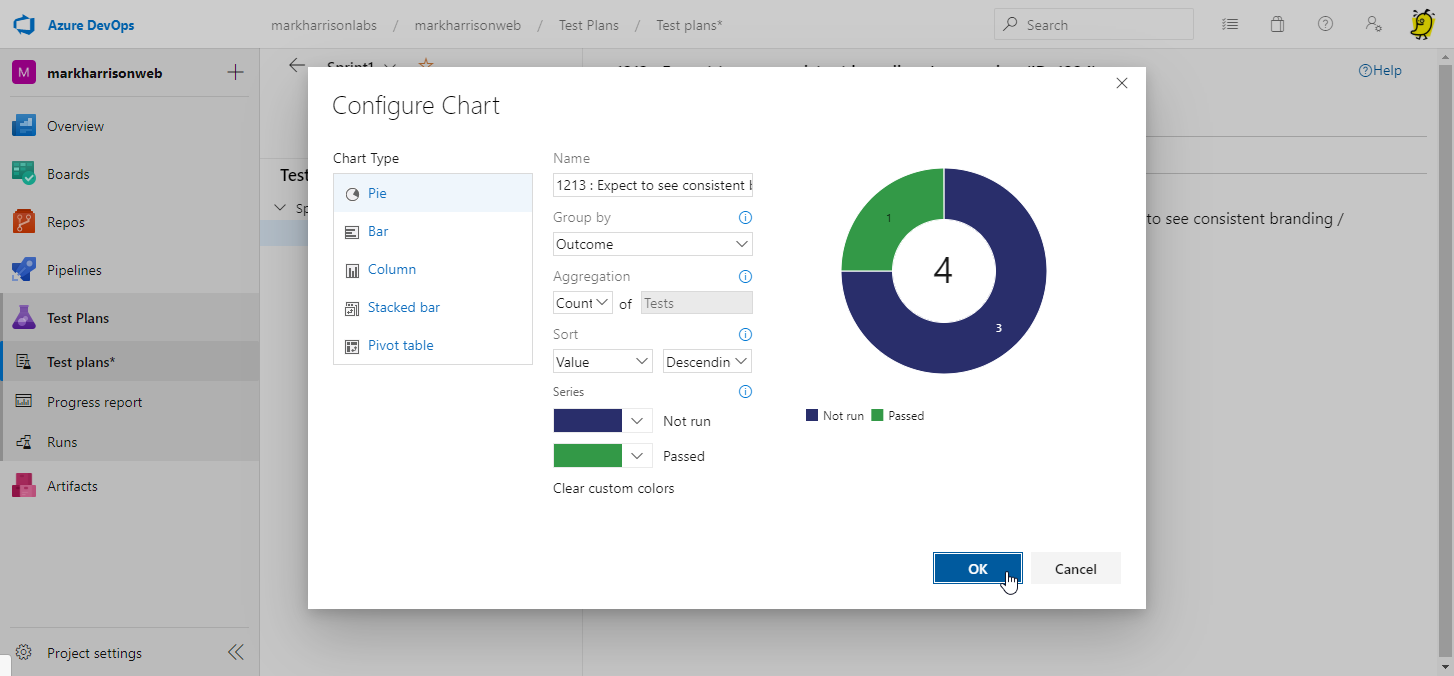 Azure DevOps
markharrisonlabs / markharrisonweb / Test Plans / Test plans*
Search
M markharrisonweb
Overview
Boards
Repos
Pipelines
Test Plans
Test plans*
Progress report
Runs
Artifacts
Project settings
Sprint1
Help
Test
Sp
to see consistent branding /
Configure Chart
Chart Type
Pie
Bar
Column
Stacked bar
Pivot table
Name
1213 : Expect to see consistent b
Group by
Outcome
Aggregation
Count of Tests
Sort
Value Descendin
Series
Not run
Passed
Clear custom colors
1
4
3
Not run Passed
OK Cancel